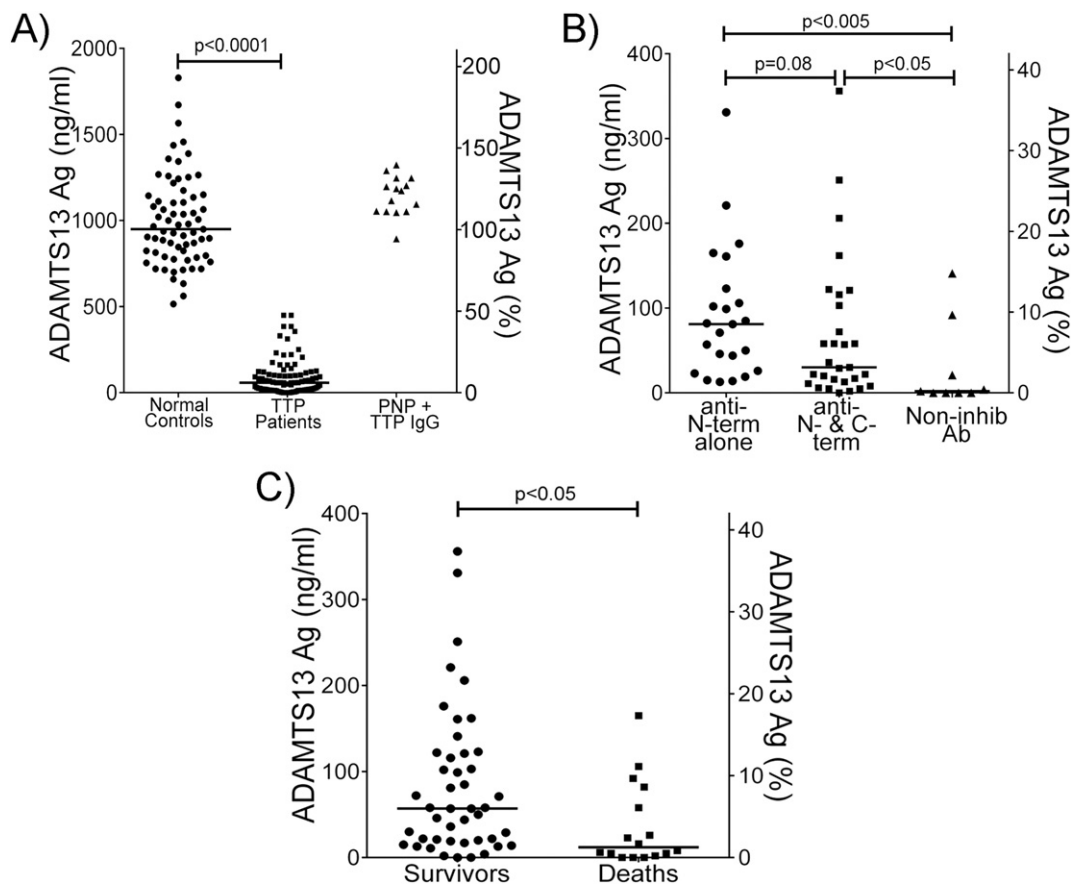 A)
p<0.0001
ADAMTS13 Ag (ng/ml)
2000
1500
1000
500
0
200
150
100
50
0
ADAMTS13 Ag (%)
Normal
Controls
TTP
Patients
PNP +
TTP IgG
B)
p<0.005
p=0.08
p<0.05
ADAMTS13 Ag (ng/ml)
400
300
200
100
0
40
30
20
10
0
ADAMTS13 Ag (%)
anti-
N-term
alone
anti-
N- & C-
term
Non-inhib
Ab
C)
p<0.05
ADAMTS13 Ag (ng/ml)
400
300
200
100
0
40
30
20
10
0
ADAMTS13 Ag (%)
Survivors
Deaths